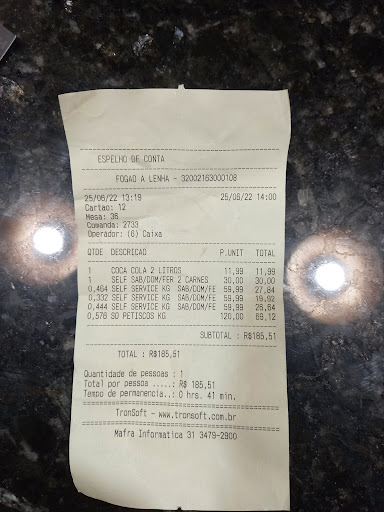 ESPELHO DE CONTA
FOGAO A LENHA - 32002163000108
25/06/22 13:19 25/06/22 14:00
Cartao: 12
Mesa: 36
Comanda: 2733
Operador: (6) Caixa
QTDE DESCRICAO P.UNIT TOTAL
1 COCA COLA 2 LITROS 11,99 11,99
1 SELF SAB/DOM/FER 2 CARNES 30,00 30,00
0,464 SELF SERVICE KG SAB/DOM/FE 59,99 27,84
0,332 SELF SERVICE KG SAB/DOM/FE 59,99 19,92
0,444 SELF SERVICE KG SAB/DOM/FE 59,99 26,64
0,576 SO PETISCOS KG 120,00 69,12
SUBTOTAL : R$185,51
TOTAL : R$185,51
Quantidade de pessoas : 1
Total por pessoa .....: R$ 185,51
Tempo de permanencia..: 0 hrs. 41 min.
TronSoft - www.tronsoft.com.br
Mafra Informatica 31 3479-2900